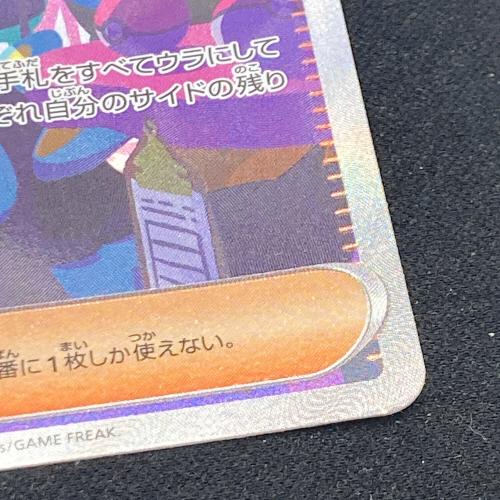 手札をすべてウラにして
ぞれ自分のサイドの残り
番に1枚しか使えない。
s/GAME FREAK.